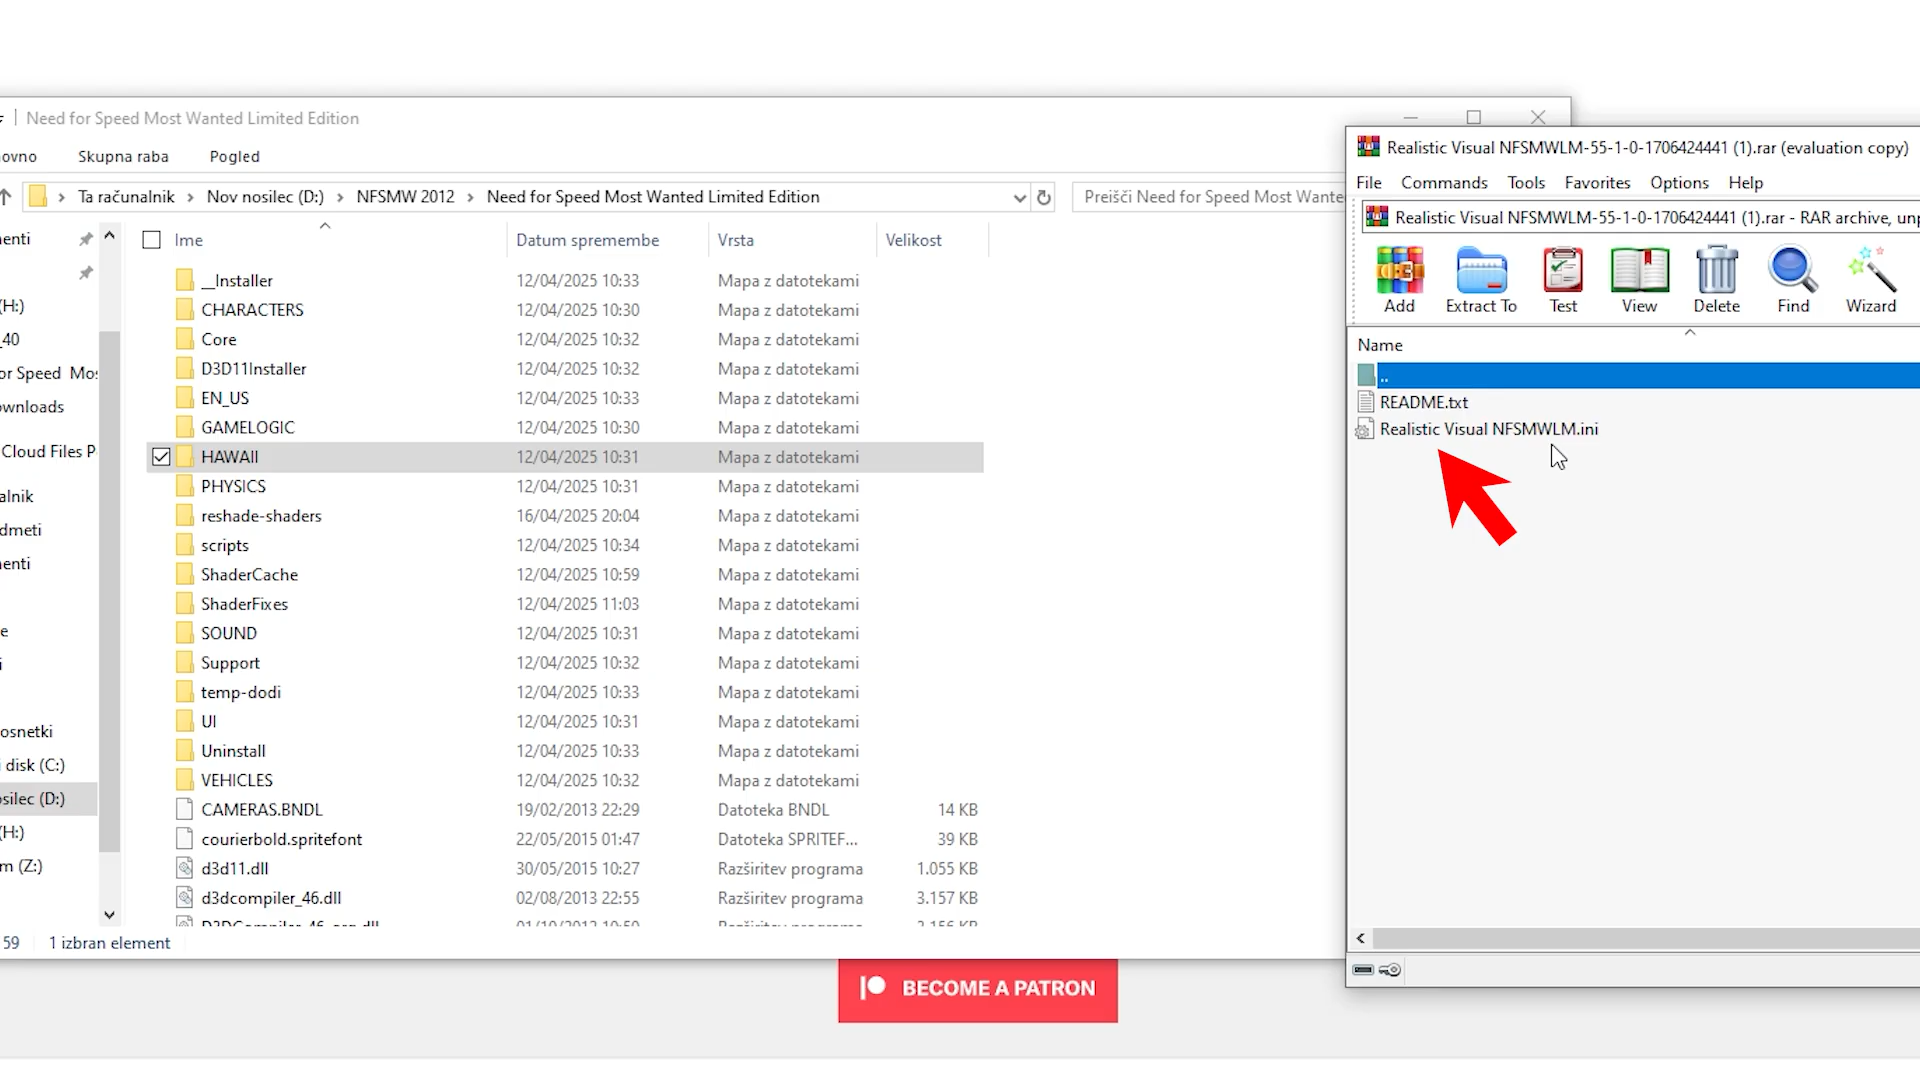 Need for Speed Most Wanted Limited Edition
ovno Skupna raba Pogled
Ta računalnik Nov nosilec (D:) NFSMW 2012 Need for Speed Most Wanted Limited Edition
Preišči Need for Speed Most Wante
enti
(H:)
_40
or Speed Mos
ownloads
Cloud Files P
alnik
dmeti
enti
e
i
osnetki
disk (C:)
osilec (D:)
(H:)
m (Z:)
Ime Datum spremembe Vrsta Velikost
__Installer 12/04/2025 10:33 Mapa z datotekami
CHARACTERS 12/04/2025 10:30 Mapa z datotekami
Core 12/04/2025 10:32 Mapa z datotekami
D3D11Installer 12/04/2025 10:32 Mapa z datotekami
EN_US 12/04/2025 10:33 Mapa z datotekami
GAMELOGIC 12/04/2025 10:30 Mapa z datotekami
HAWAII 12/04/2025 10:31 Mapa z datotekami
PHYSICS 12/04/2025 10:31 Mapa z datotekami
reshade-shaders 16/04/2025 20:04 Mapa z datotekami
scripts 12/04/2025 10:34 Mapa z datotekami
ShaderCache 12/04/2025 10:59 Mapa z datotekami
ShaderFixes 12/04/2025 11:03 Mapa z datotekami
SOUND 12/04/2025 10:31 Mapa z datotekami
Support 12/04/2025 10:32 Mapa z datotekami
temp-dodi 12/04/2025 10:33 Mapa z datotekami
UI 12/04/2025 10:31 Mapa z datotekami
Uninstall 12/04/2025 10:33 Mapa z datotekami
VEHICLES 12/04/2025 10:32 Mapa z datotekami
CAMERAS.BNDL 19/02/2013 22:29 Datoteka BNDL 14 KB
courierbold.spritefont 22/05/2015 01:47 Datoteka SPRITEF... 39 KB
d3d11.dll 30/05/2015 10:27 Razširitev programa 1.055 KB
d3dcompiler_46.dll 02/08/2013 22:55 Razširitev programa 3.157 KB
59 1 izbran element
Realistic Visual NFSMWLM-55-1-0-1706424441 (1).rar (evaluation copy)
File Commands Tools Favorites Options Help
Realistic Visual NFSMWLM-55-1-0-1706424441 (1).rar - RAR archive, unp
Add Extract To Test View Delete Find Wizard
Name
..
README.txt
Realistic Visual NFSMWLM.ini
BECOME A PATRON